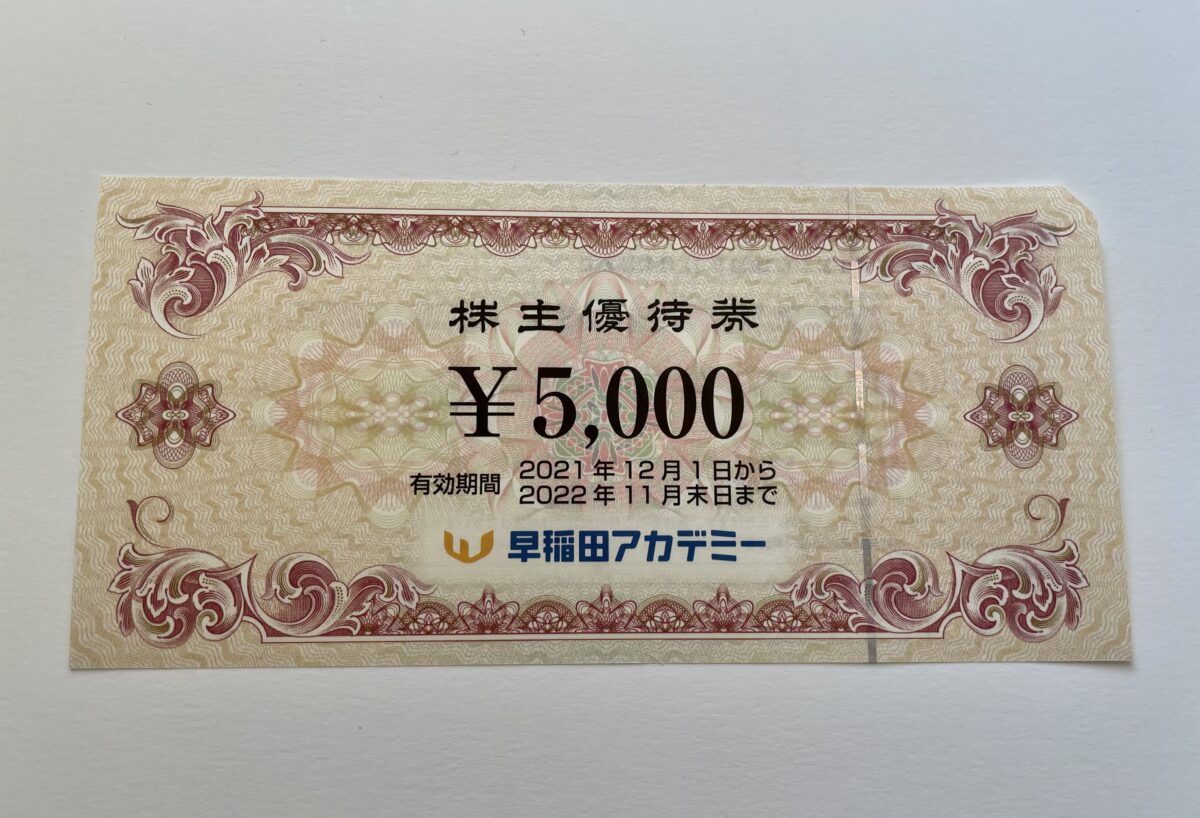 株主優待券
¥5,000
有効期間 2021年12月1日から
2022年11月末日まで
早稲田アカデミー